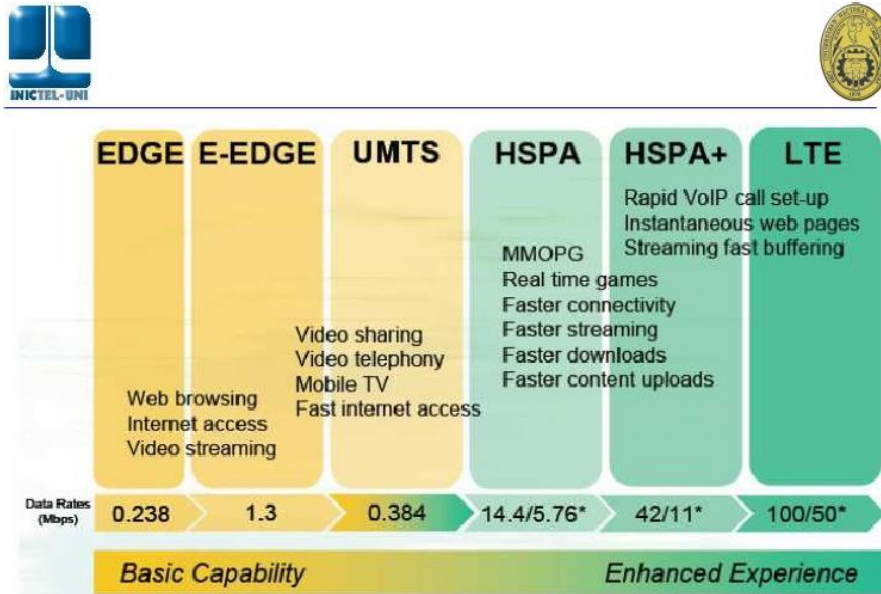 INICTEL-UNI
EDGE
E-EDGE
UMTS
HSPA
HSPA+
LTE
Rapid VoIP call set-up
Instantaneous web pages
Streaming fast buffering
MMOPG
Real time games
Faster connectivity
Faster streaming
Faster downloads
Faster content uploads
Video sharing
Video telephony
Mobile TV
Fast internet access
Web browsing
Internet access
Video streaming
Data Rates
(Mbps)
0.238
1.3
0.384
14.4/5.76*
42/11*
100/50*
Basic Capability
Enhanced Experience